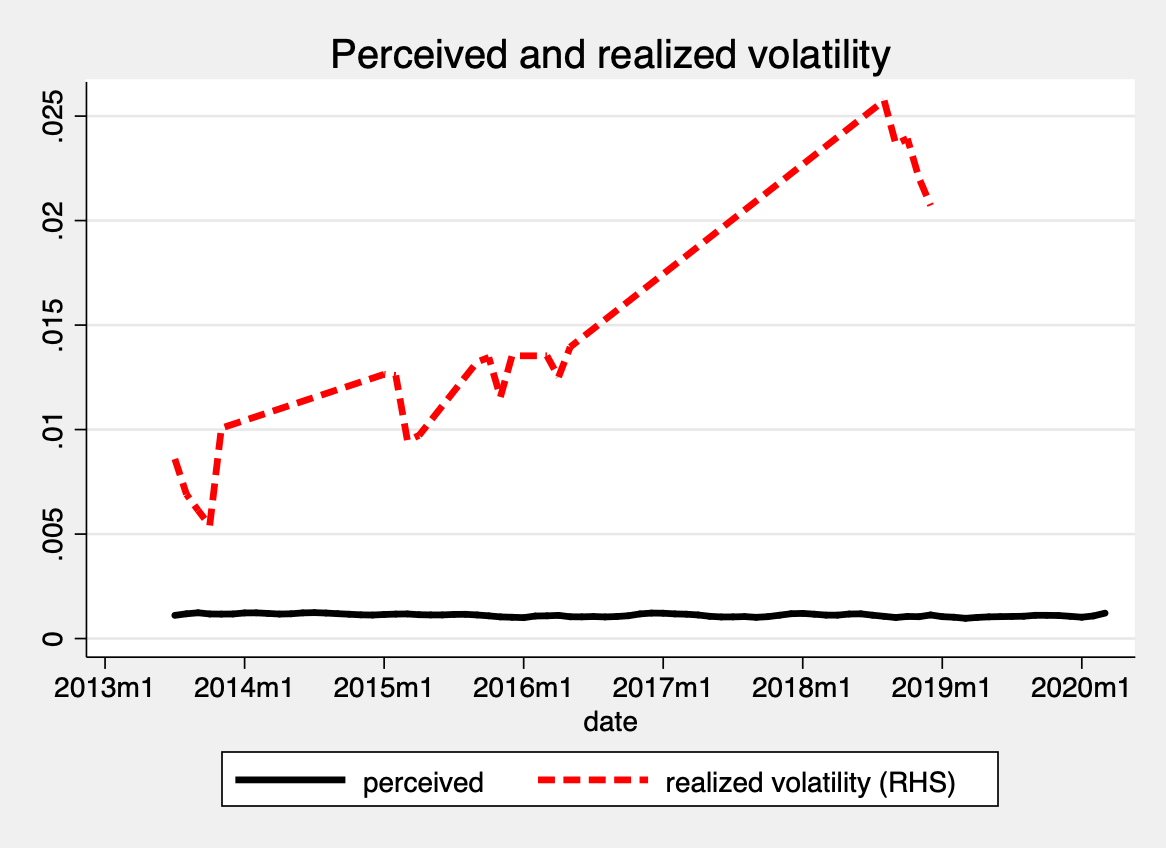 Perceived and realized volatility
.025
.02
.015
.01
.005
0
2013m1 2014m1 2015m1 2016m1 2017m1 2018m1 2019m1 2020m1
date
perceived realized volatility (RHS)